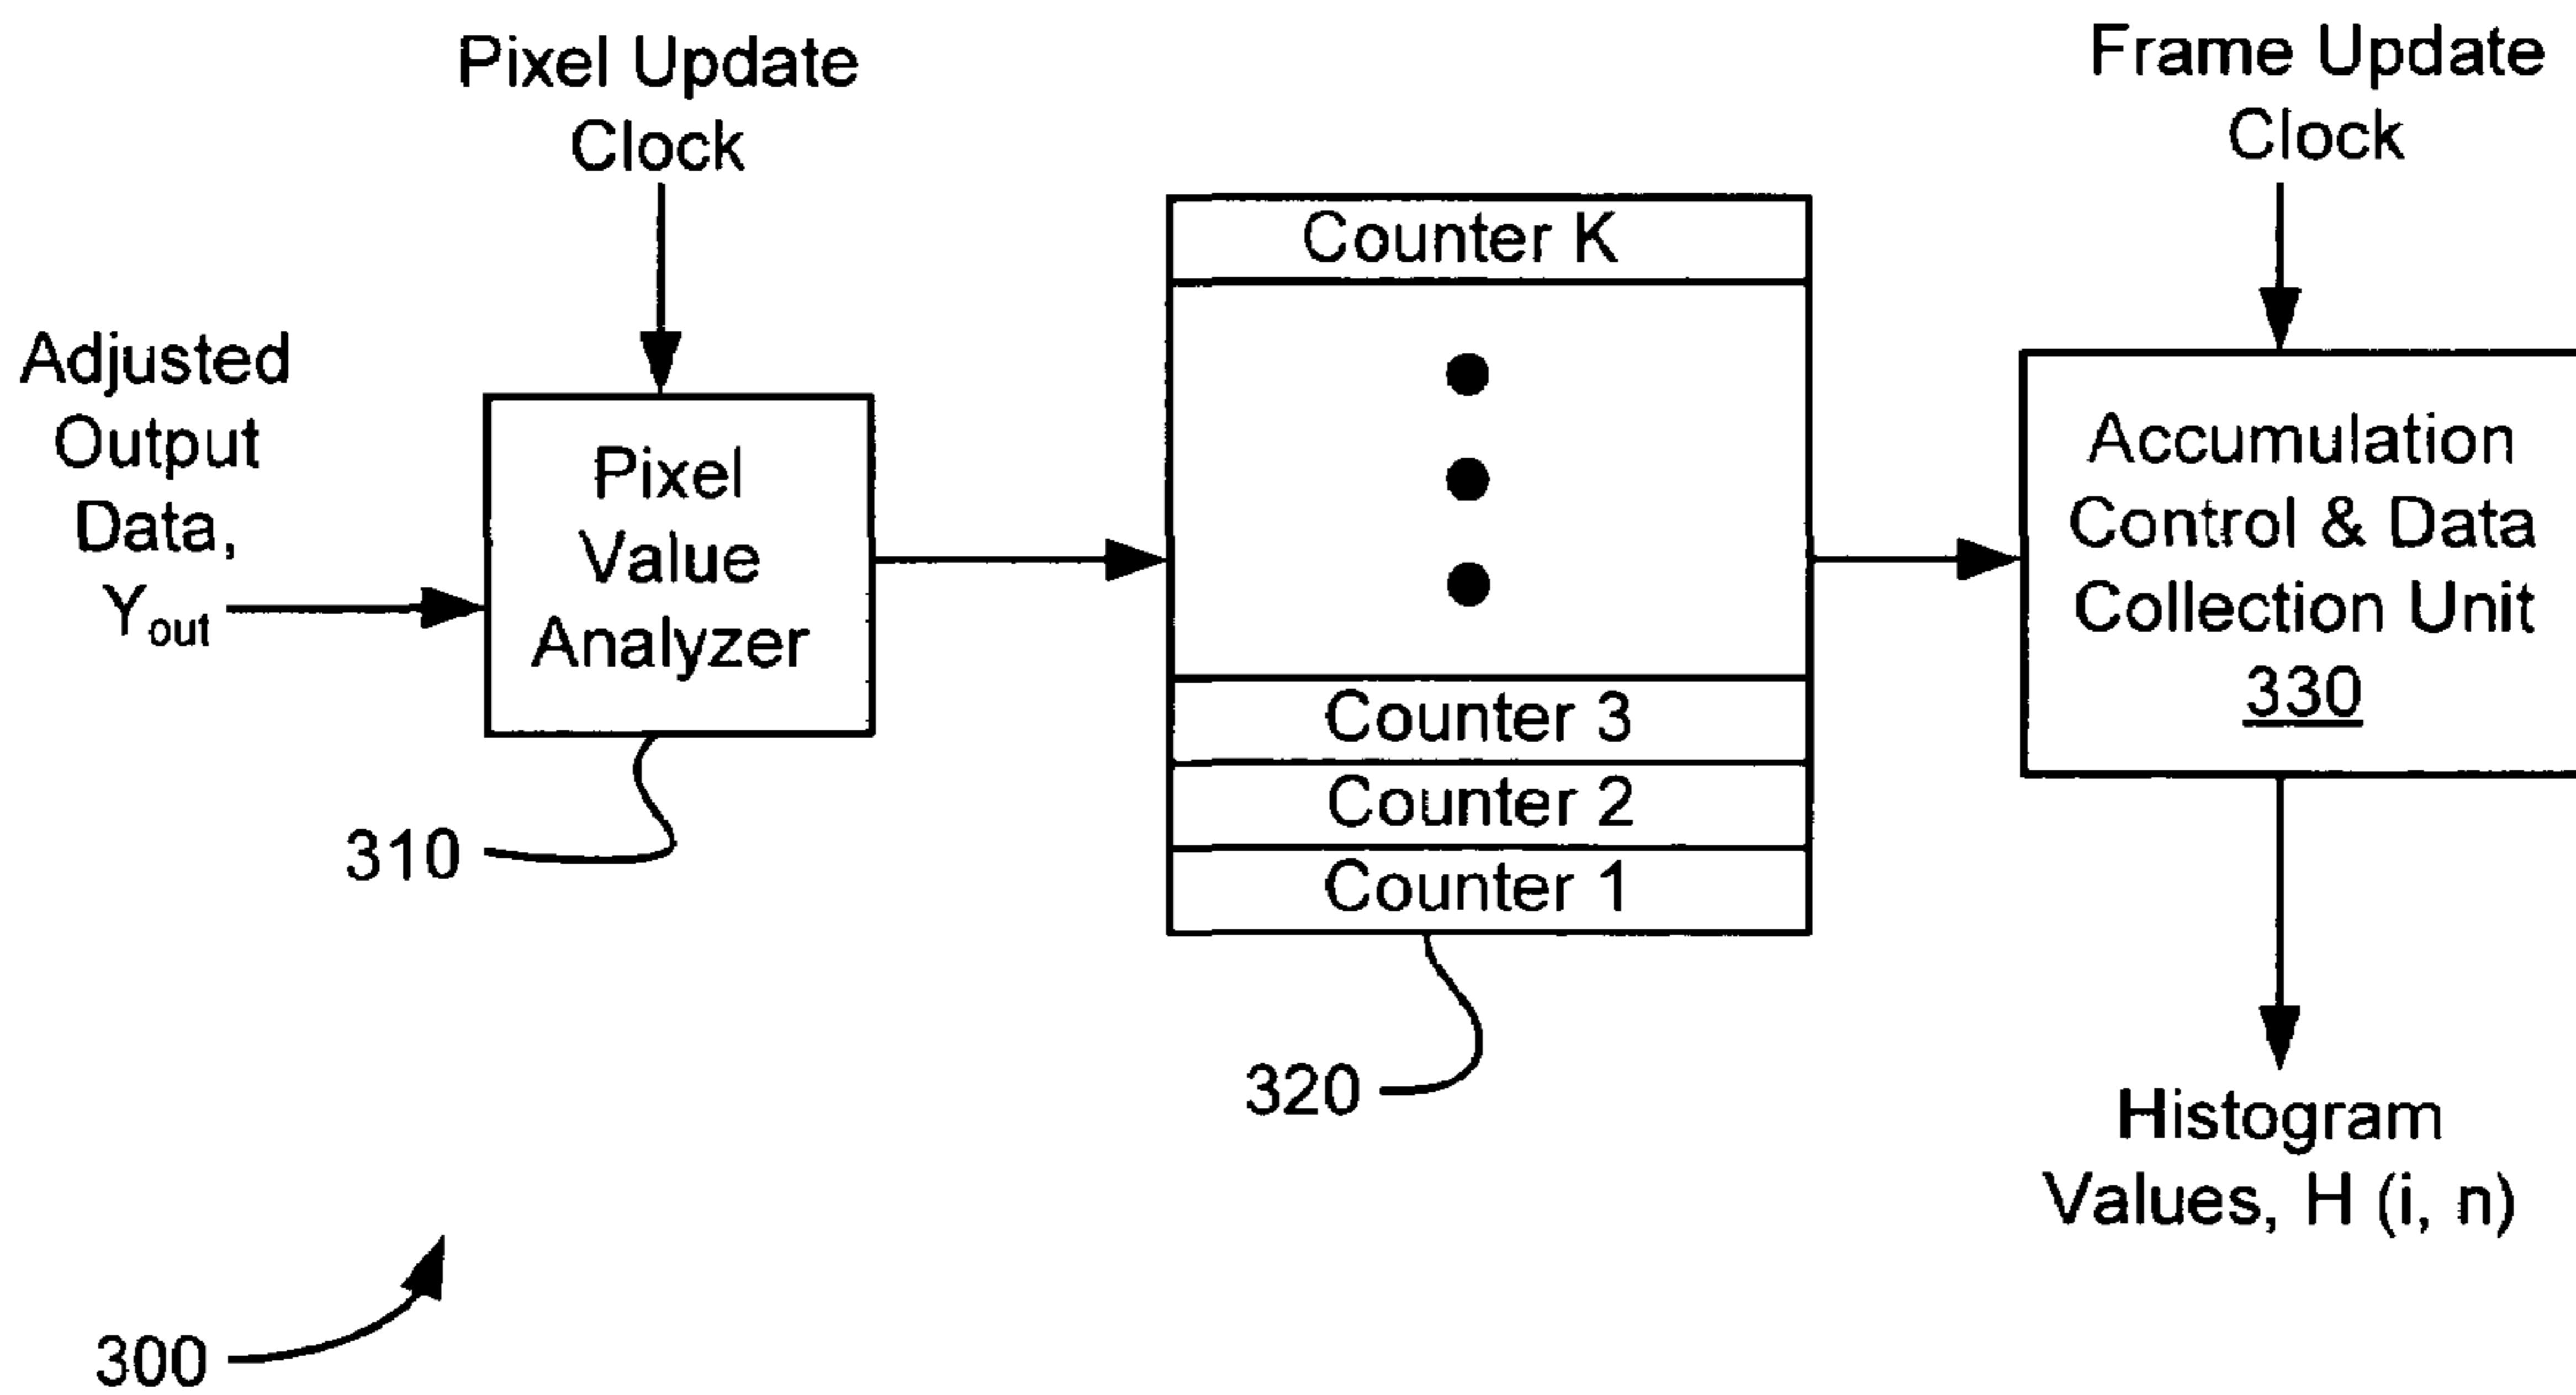 Pixel Update
Clock
Frame Update
Clock
Adjusted
Output
Data,
Yout
Pixel
Value
Analyzer
310
Counter K
Counter 3
Counter 2
Counter 1
320
Accumulation
Control & Data
Collection Unit
330
Histogram
Values, H (i, n)
300